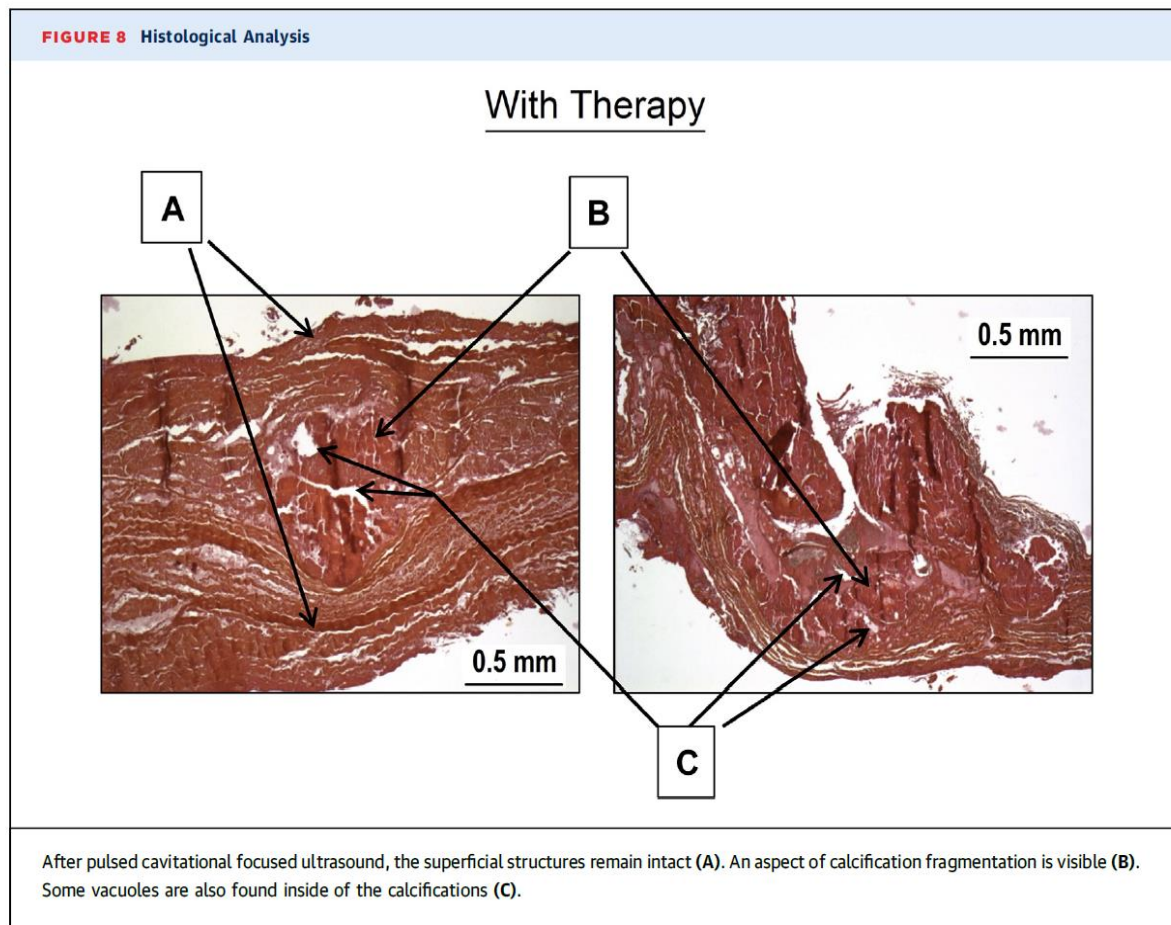 FIGURE 8 Histological Analysis
With Therapy
A
B
0.5 mm
0.5 mm
C
After pulsed cavitational focused ultrasound, the superficial structures remain intact (A). An aspect of calcification fragmentation is visible (B).
Some vacuoles are also found inside of the calcifications (C).